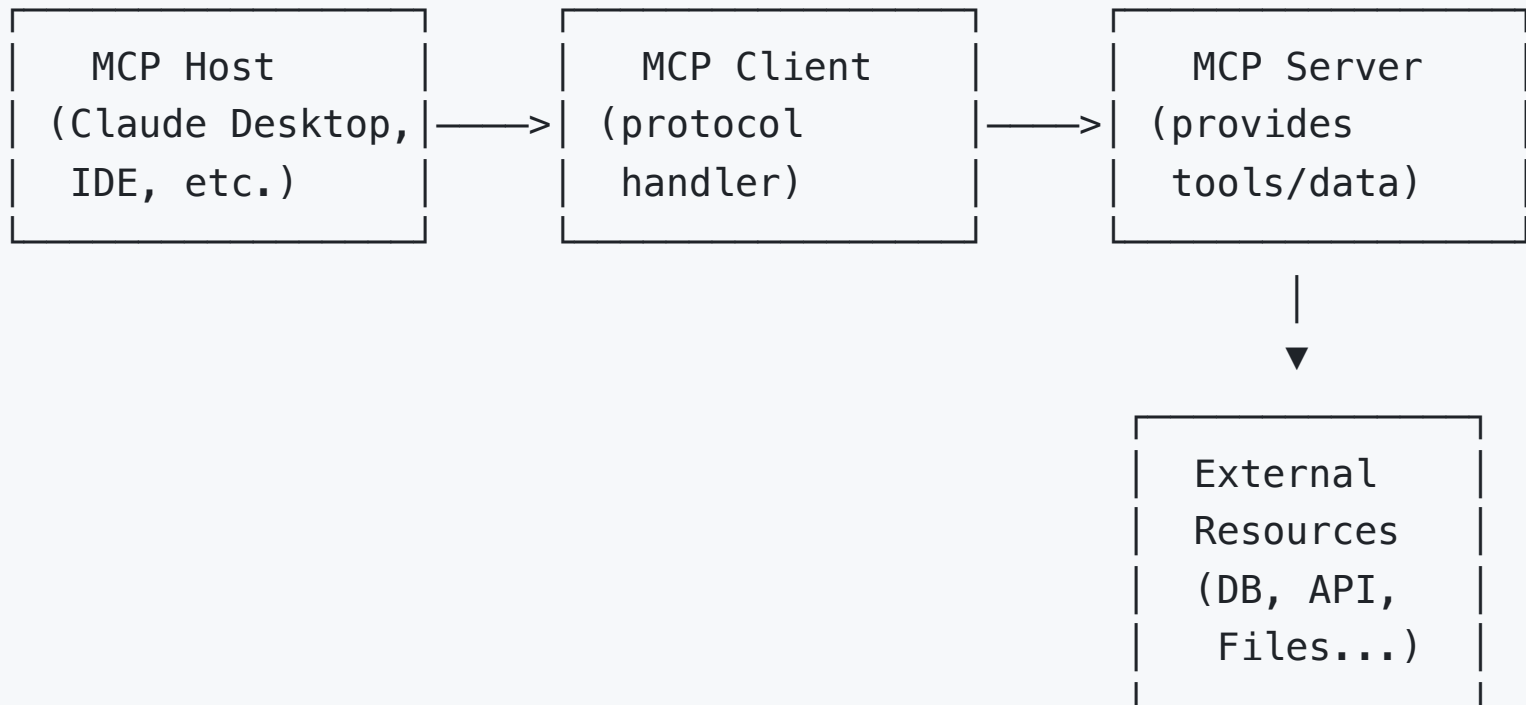 MCP Host
(Claude Desktop,
IDE, etc.)
MCP Client
(protocol
handler)
MCP Server
(provides
tools/data)
External
Resources
(DB, API,
Files...)